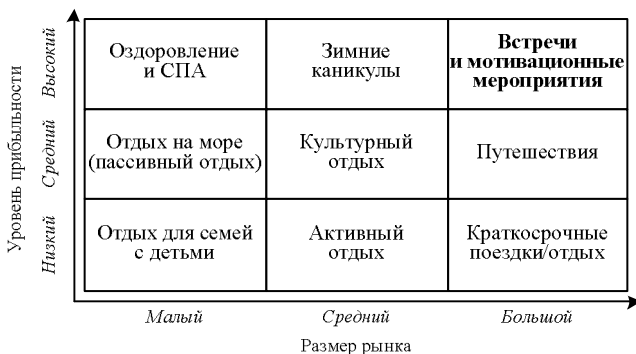 Уровень прибыльности
Высокий
Средний
Низкий
Оздоровление
и СПА
Зимние
каникулы
Встречи
и мотивационные
мероприятия
Отдых на море
(пассивный отдых)
Культурный
отдых
Путешествия
Отдых для семей
с детьми
Активный
отдых
Краткосрочные
поездки/отдых
Малый
Средний
Большой
Размер рынка